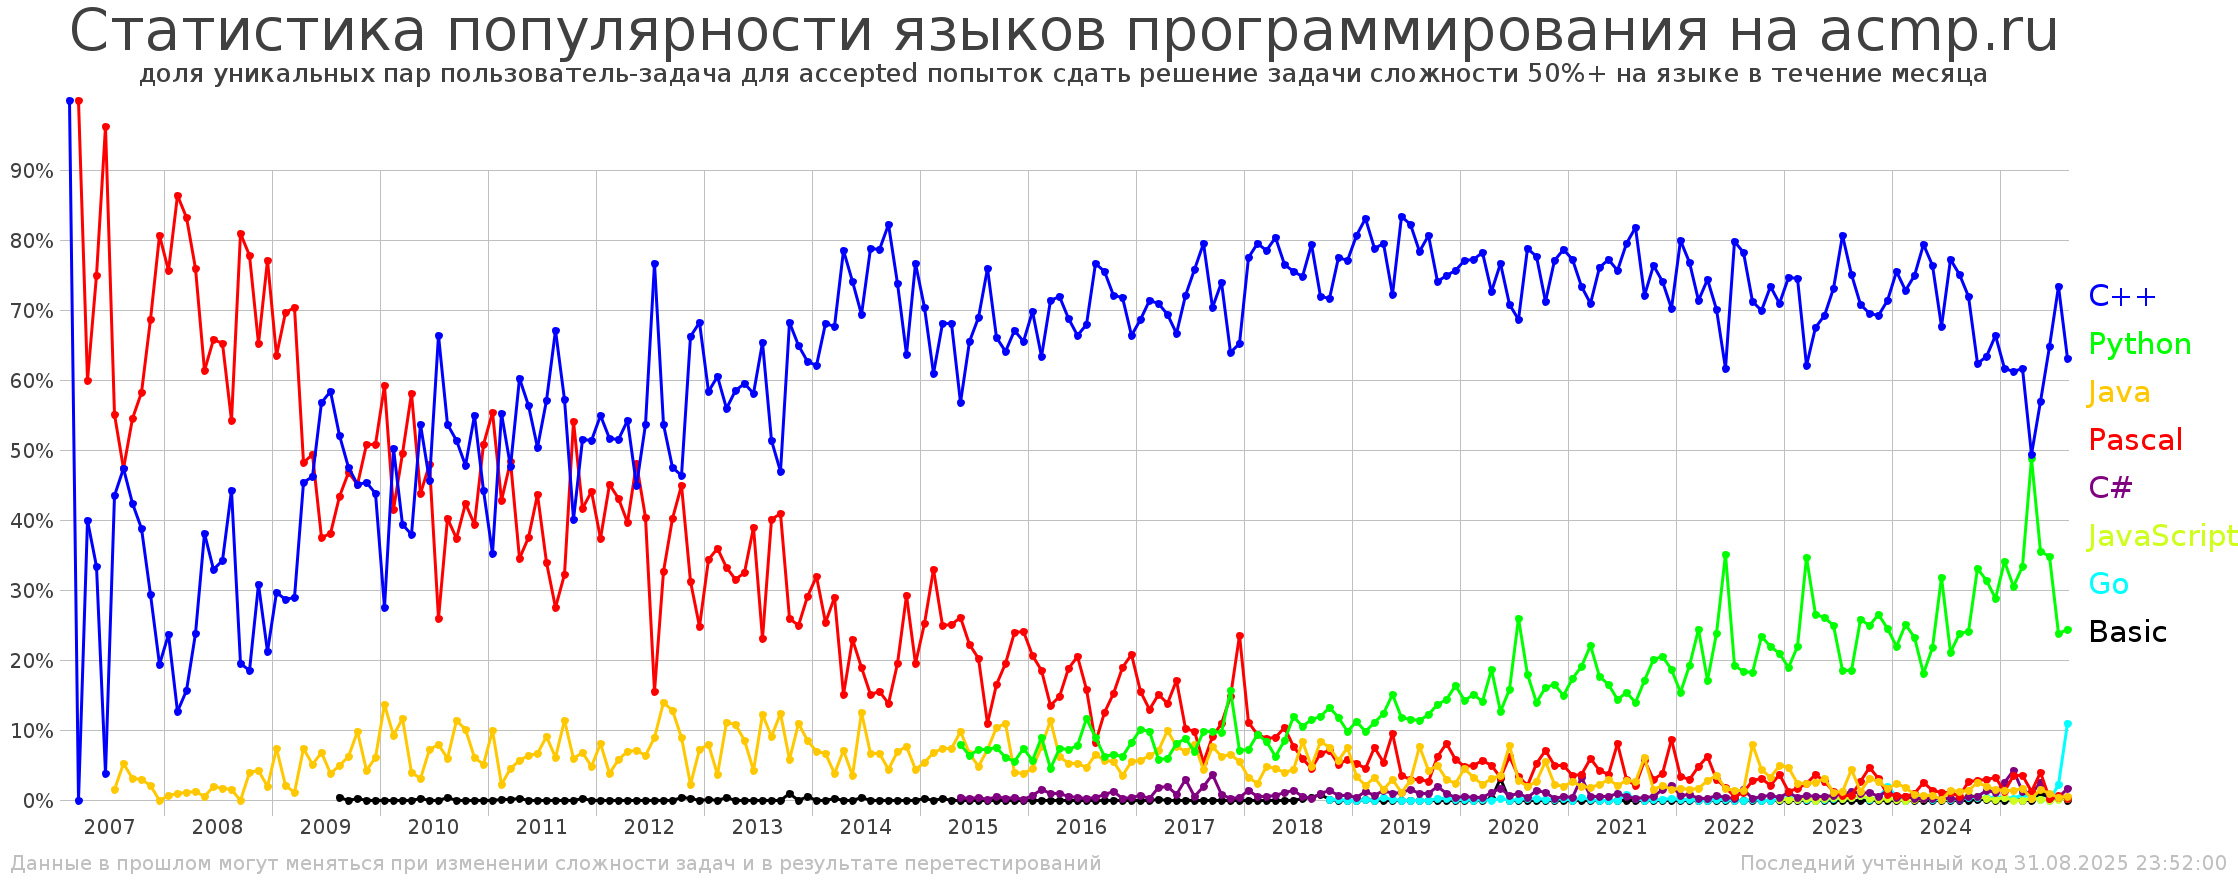 Статистика популярности языков программирования на acmp.ru
доля уникальных пар пользователь-задача для accepted попыток сдать решение задачи сложности 50%+ на языке в течение месяца
90%
80%
70%
60%
50%
40%
30%
20%
10%
0%
C++
Python
Java
Pascal
C#
JavaScript
Go
Basic
2007 2008 2009 2010 2011 2012 2013 2014 2015 2016 2017 2018 2019 2020 2021 2022 2023 2024
Данные в прошлом могут меняться при изменении сложности задач и в результате перетестирований
Последний учтённый код 31.08.2025 23:52:00